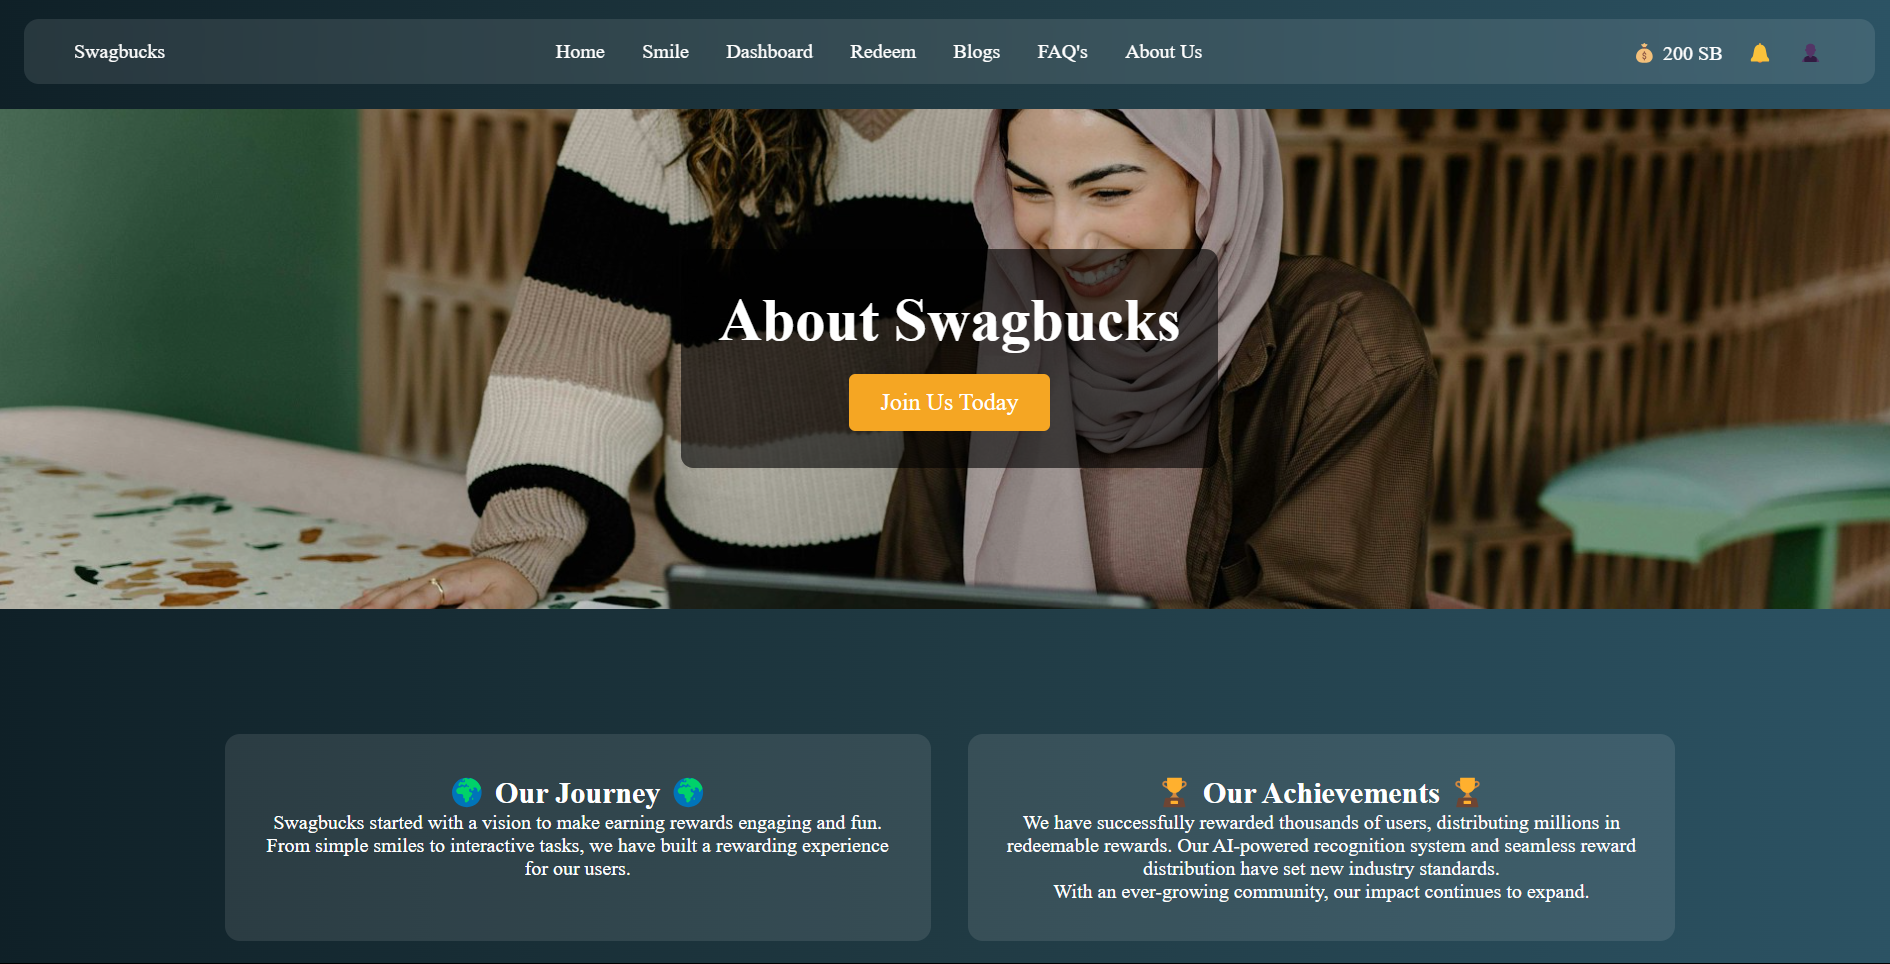 Swagbucks
Home Smile Dashboard Redeem Blogs FAQ's About Us
200 SB
About Swagbucks
Join Us Today
Our Journey
Swagbucks started with a vision to make earning rewards engaging and fun.
From simple smiles to interactive tasks, we have built a rewarding experience
for our users.
Our Achievements
We have successfully rewarded thousands of users, distributing millions in
redeemable rewards. Our AI-powered recognition system and seamless reward
distribution have set new industry standards.
With an ever-growing community, our impact continues to expand.